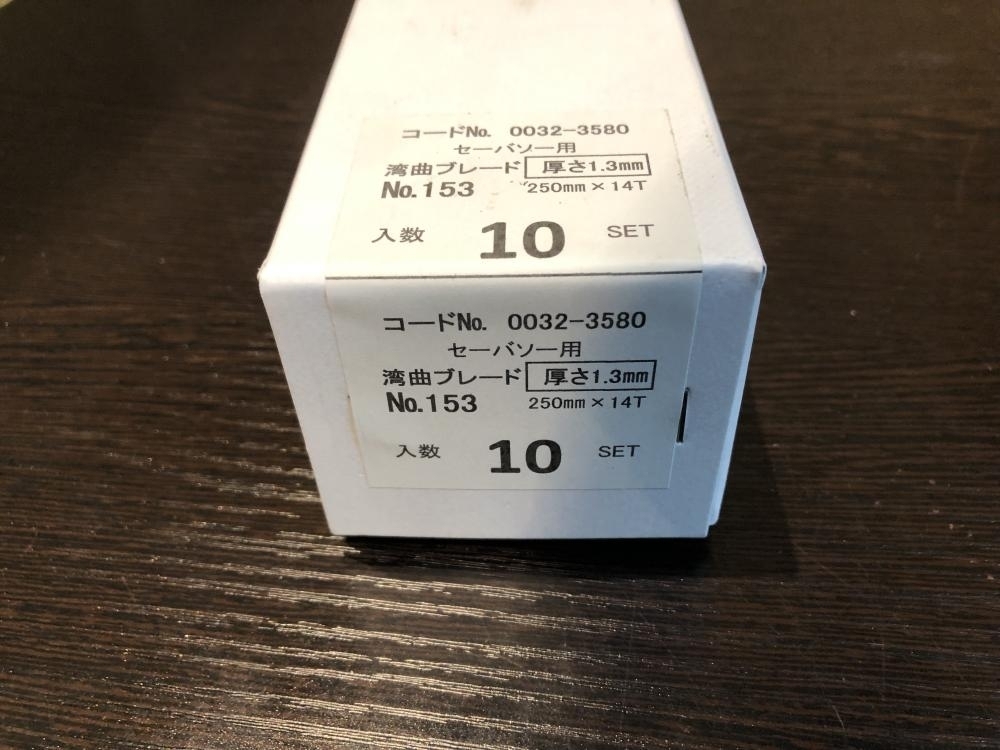 コードNo. 0032-3580
セーバソー用
湾曲ブレード 厚さ1.3mm
No.153 250mm×14T
入数 10 SET
コードNo. 0032-3580
セーバソー用
湾曲ブレード 厚さ1.3mm
No.153 250mm×14T
入数 10 SET